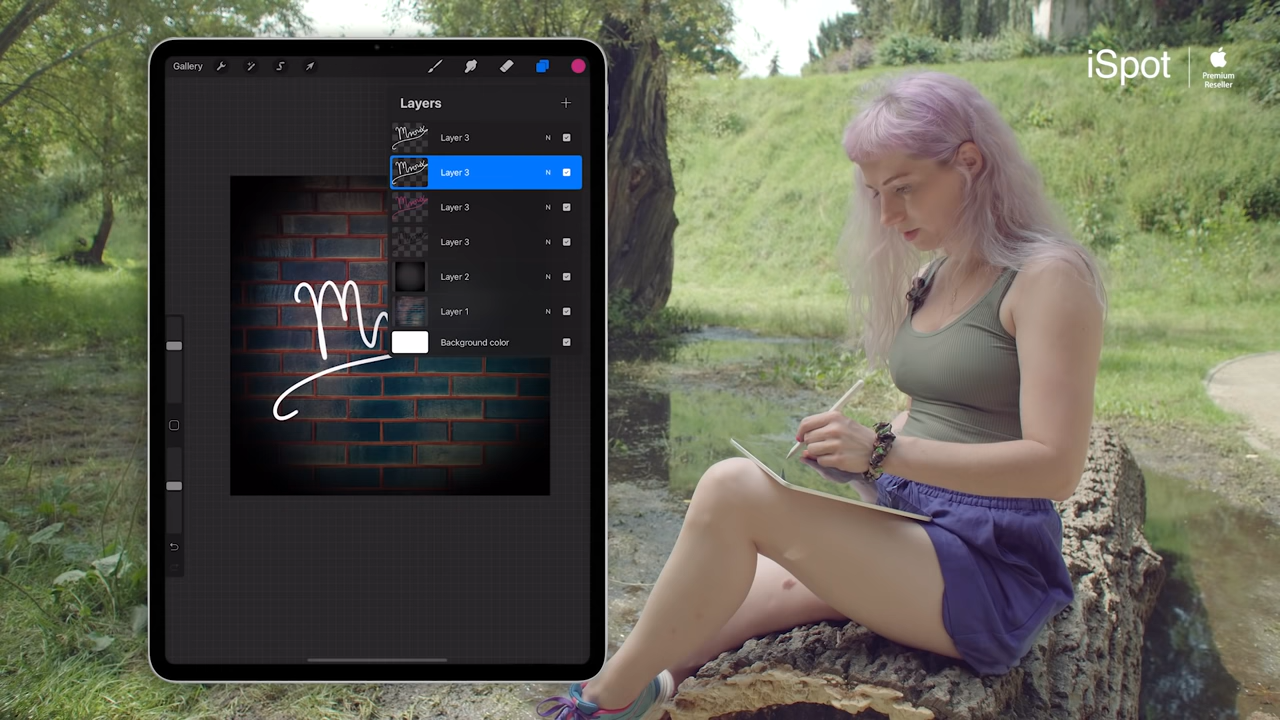 Gallery
Layers
Layer 3 N
Layer 3 N
Layer 3 N
Layer 3 N
Layer 2 N
Layer 1 N
Background color
iSpot
Premium
Reseller